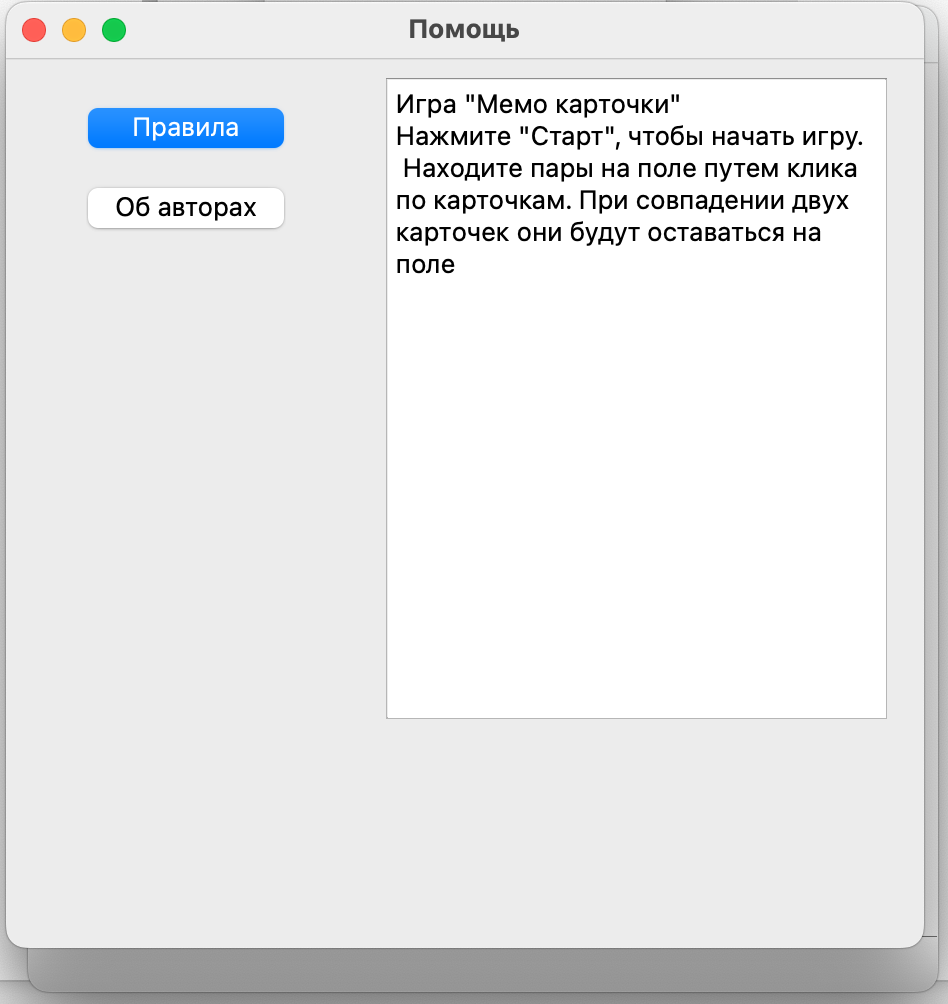 Помощь
Правила
Об авторах
Игра "Мемо карточки"
Нажмите "Старт", чтобы начать игру.
Находите пары на поле путем клика
по карточкам. При совпадении двух
карточек они будут оставаться на
поле